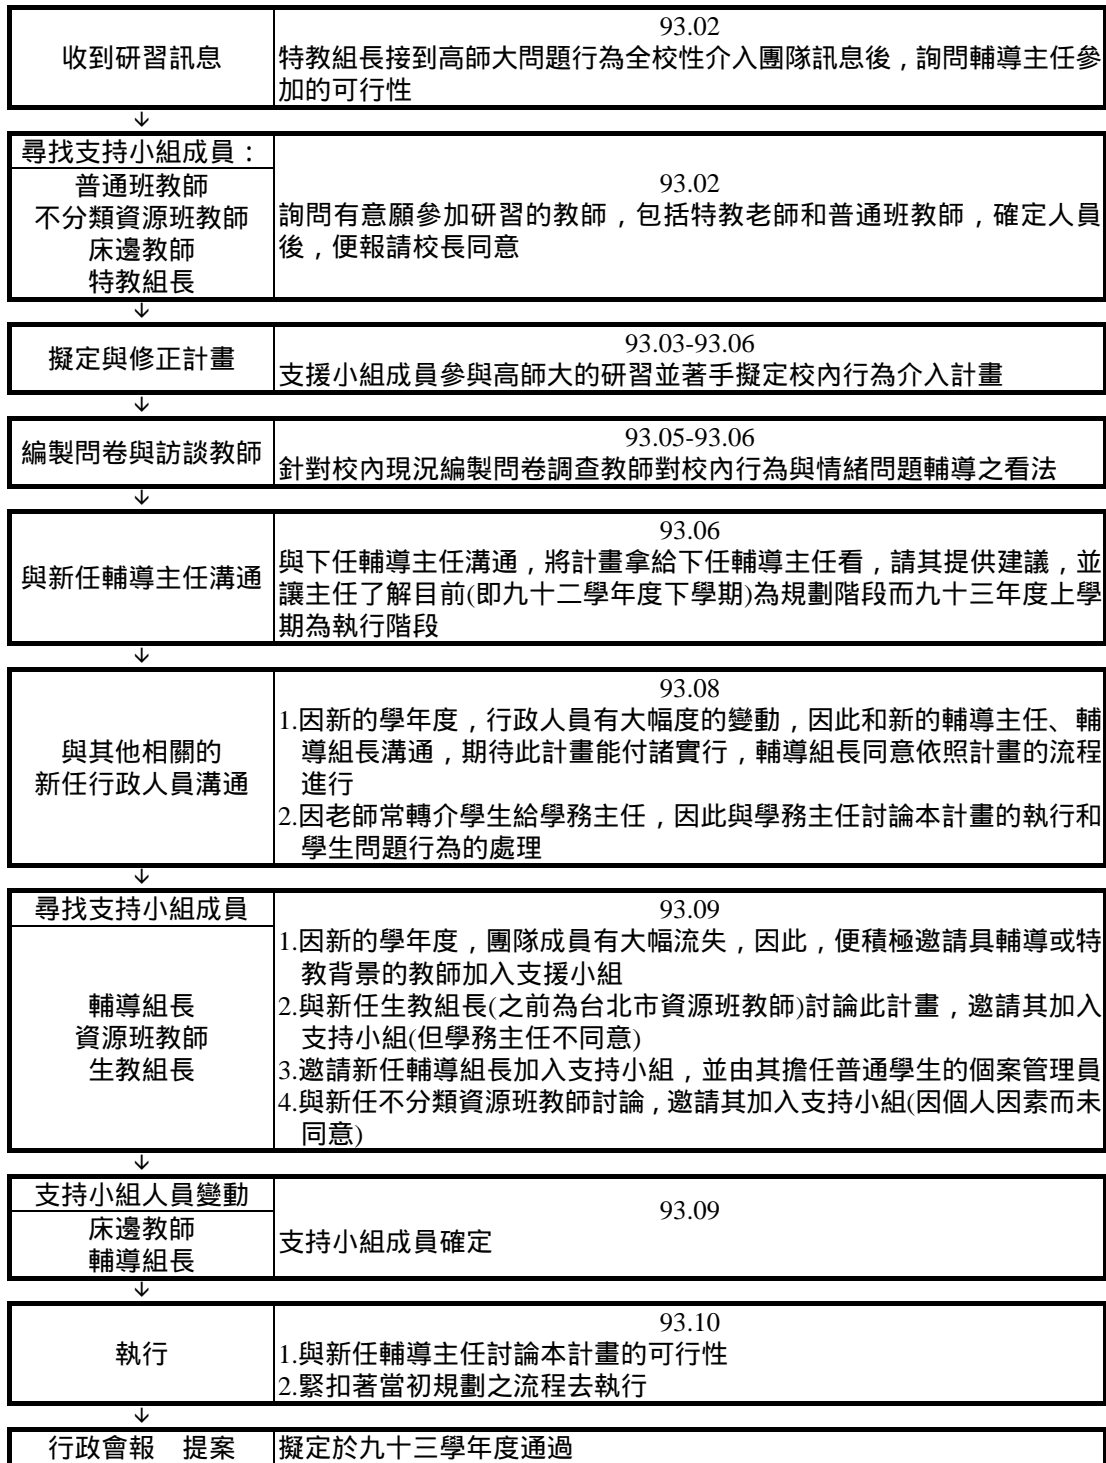 收到研習訊息
93.02
特教組長接到高師大問題行為全校性介入團隊訊息後，詢問輔導主任參
加的可行性
↓
尋找支持小組成員：
普通班教師
不分類資源班教師
床邊教師
特教組長
93.02
詢問有意願參加研習的教師，包括特教老師和普通班教師，確定人員
後，便報請校長同意
↓
擬定與修正計畫
93.03-93.06
支援小組成員參與高師大的研習並著手擬定校內行為介入計畫
↓
編製問卷與訪談教師
93.05-93.06
針對校內現況編製問卷調查教師對校內行為與情緒問題輔導之看法
↓
與新任輔導主任溝通
93.06
與下任輔導主任溝通，將計畫拿給下任輔導主任看，請其提供建議，並
讓主任了解目前(即九十二學年度下學期)為規劃階段而九十三年度上學
期為執行階段
↓
與其他相關的
新任行政人員溝通
93.08
1.因新的學年度，行政人員有大幅度的變動，因此和新的輔導主任、輔
導組長溝通，期待此計畫能付諸實行，輔導組長同意依照計畫的流程
進行
2.因老師常轉介學生給學務主任，因此與學務主任討論本計畫的執行和
學生問題行為的處理
↓
尋找支持小組成員
輔導組長
資源班教師
生教組長
93.09
1.因新的學年度，團隊成員有大幅流失，因此，便積極邀請具輔導或特
教背景的教師加入支援小組
2.與新任生教組長(之前為台北市資源班教師)討論此計畫，邀請其加入
支持小組(但學務主任不同意)
3.邀請新任輔導組長加入支持小組，並由其擔任普通學生的個案管理員
4.與新任不分類資源班教師討論，邀請其加入支持小組(因個人因素而未
同意)
↓
支持小組人員變動
床邊教師
輔導組長
93.09
支持小組成員確定
↓
執行
93.10
1.與新任輔導主任討論本計畫的可行性
2.緊扣著當初規劃之流程去執行
↓
行政會報　提案
擬定於九十三學年度通過